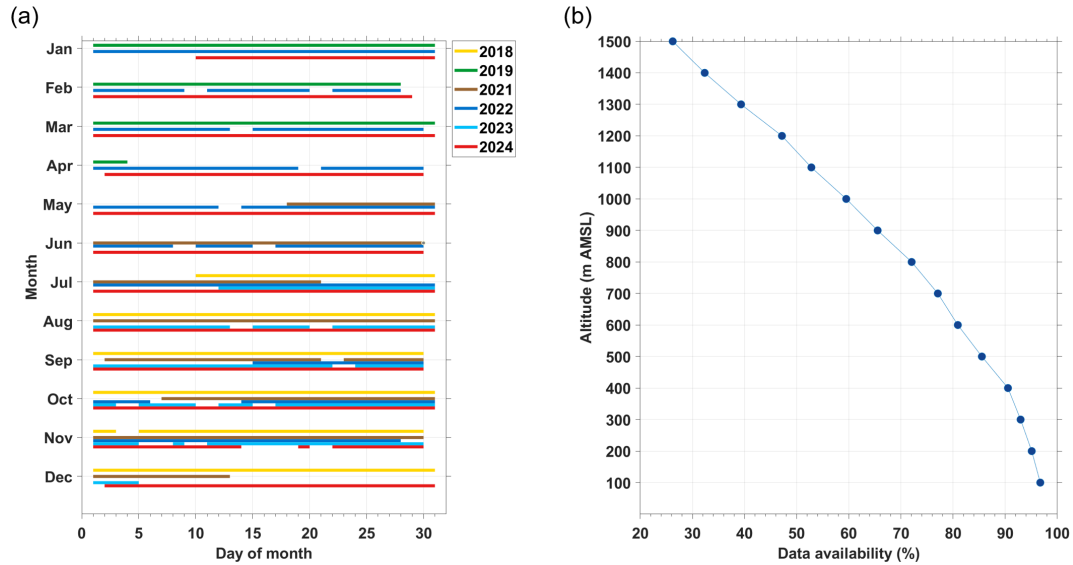 (a)
Month
Jan
Feb
Mar
Apr
May
Jun
Jul
Aug
Sep
Oct
Nov
Dec
0 5 10 15 20 25 30
Day of month
2018
2019
2021
2022
2023
2024
(b)
Altitude (m AMSL)
1500
1400
1300
1200
1100
1000
900
800
700
600
500
400
300
200
100
20 30 40 50 60 70 80 90 100
Data availability (%)